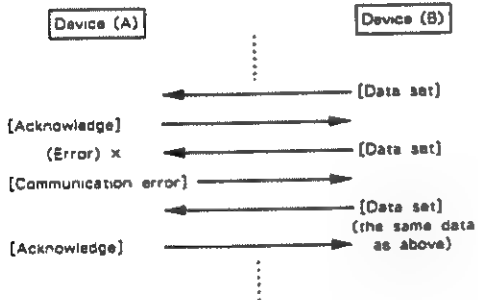 Device (A) Device (B)
[Data set]
[Acknowledge]
(Error) × [Data set]
[Communication error]
[Data set]
(the same data
as above)
[Acknowledge]